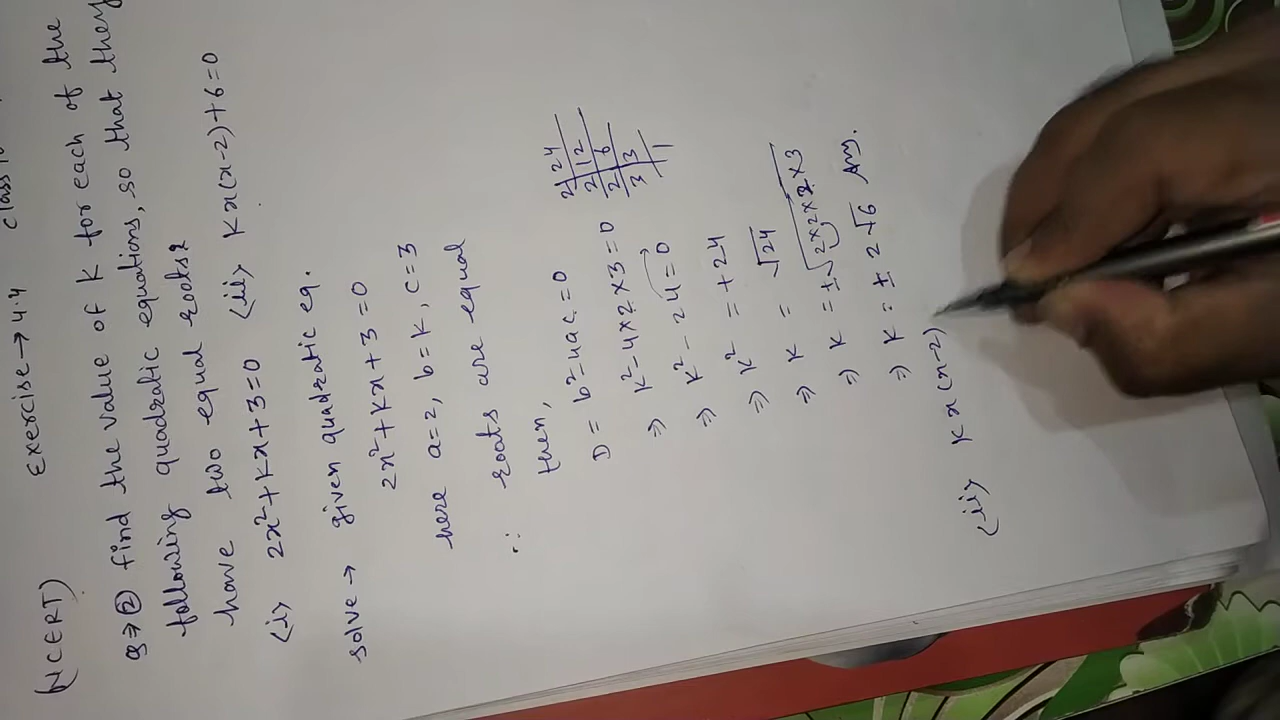 (NCERT) Exercise → 4.4 class 10
Q → ② find the value of K for each of the
following quadratic equations, so that they
have two equal roots?
(i) 2x²+Kx+3=0 (ii) Kx(x-2)+6=0
solve → given quadratic eq.
2x²+Kx+3=0
here a=2, b=K, c=3
∴ roots are equal
then,
D = b²-4ac=0
⇒ K²-4×2×3=0
⇒ K²-24=0
⇒ K² = +24
⇒ K = √24
⇒ K = ±√2×2×2×3
⇒ K = ± 2√6 Ans.
2 24
2 12
2 6
3 3
1
(ii) Kx(x-2)